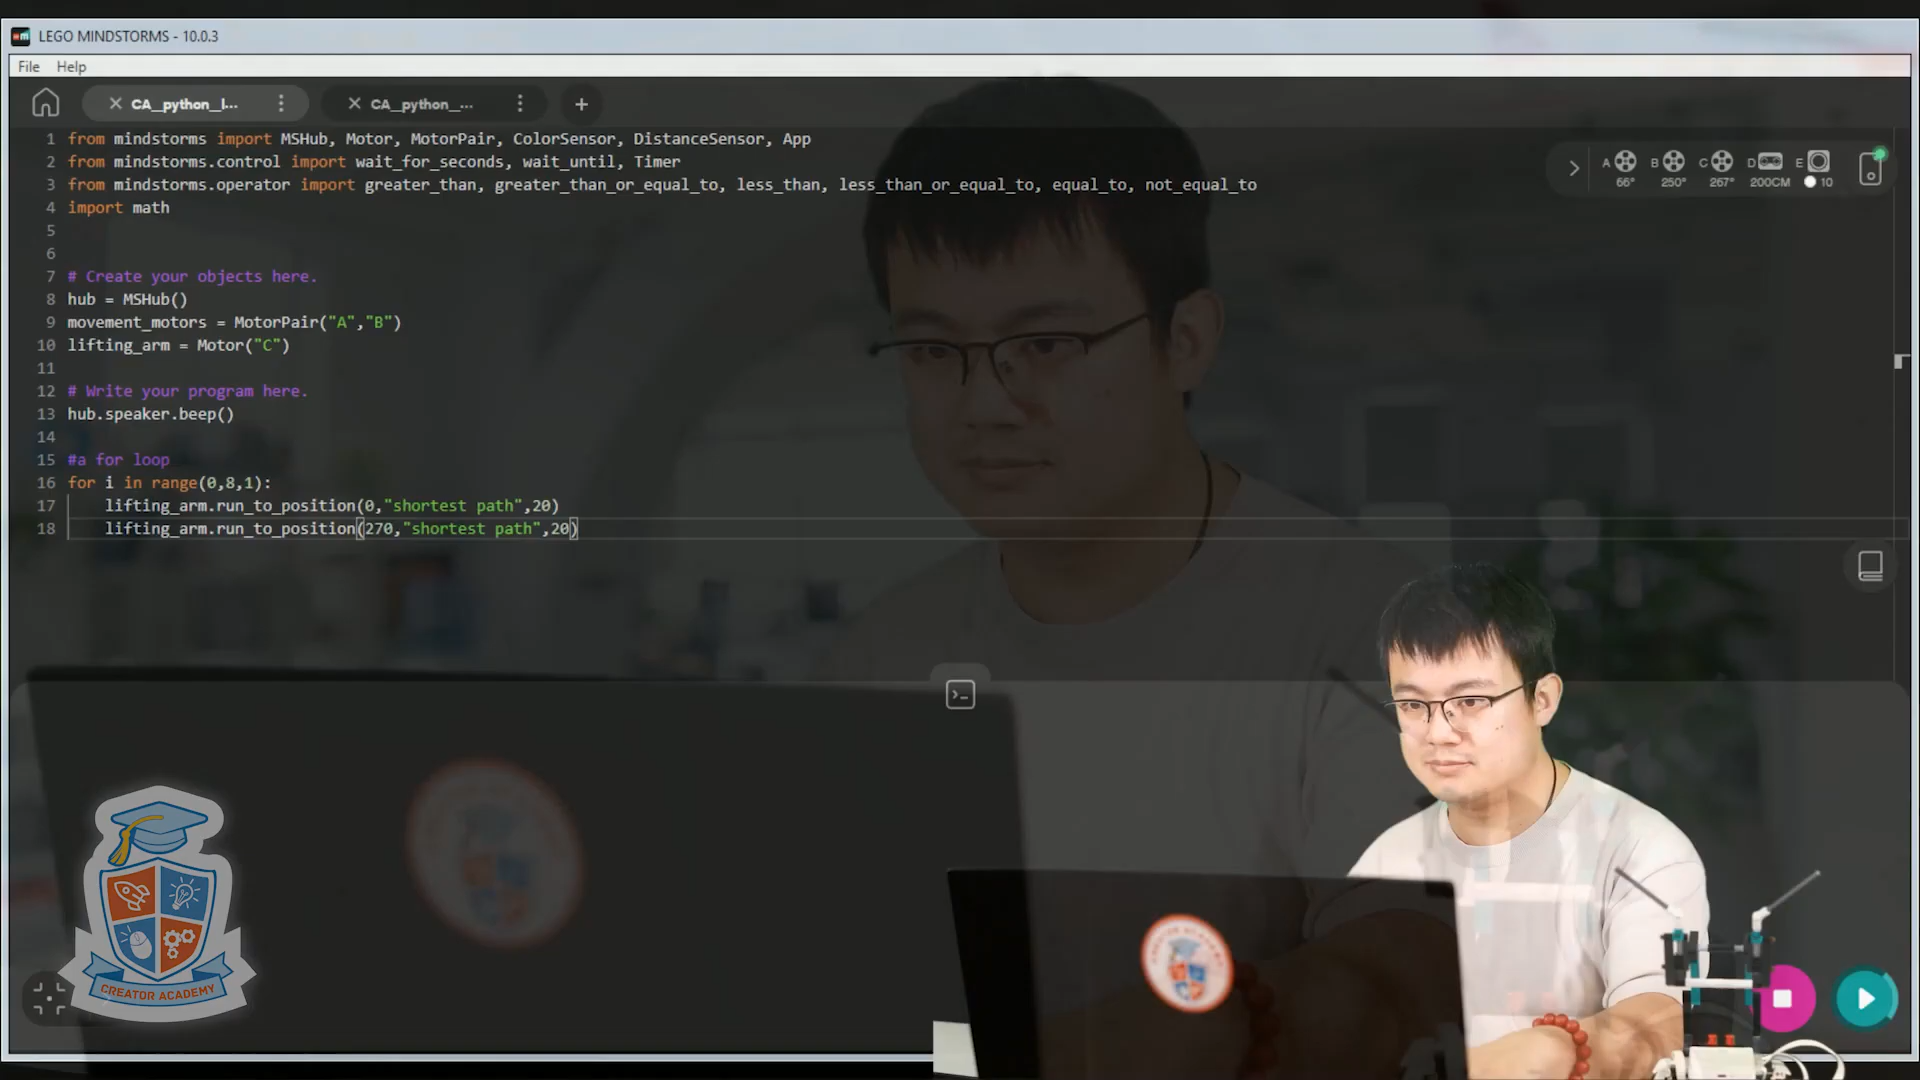 LEGO MINDSTORMS - 10.0.3
File Help
CA_python_l...
CA_python_...
1 from mindstorms import MSHub, Motor, MotorPair, ColorSensor, DistanceSensor, App
2 from mindstorms.control import wait_for_seconds, wait_until, Timer
3 from mindstorms.operator import greater_than, greater_than_or_equal_to, less_than, less_than_or_equal_to, equal_to, not_equal_to
4 import math
5
6
7 # Create your objects here.
8 hub = MSHub()
9 movement_motors = MotorPair("A","B")
10 lifting_arm = Motor("C")
11
12 # Write your program here.
13 hub.speaker.beep()
14
15 #a for loop
16 for i in range(0,8,1):
17 lifting_arm.run_to_position(0,"shortest path",20)
18 lifting_arm.run_to_position(270,"shortest path",20)
A B C D E
66° 250° 267° 200CM 10
CREATOR ACADEMY
CREATOR ACADEMY